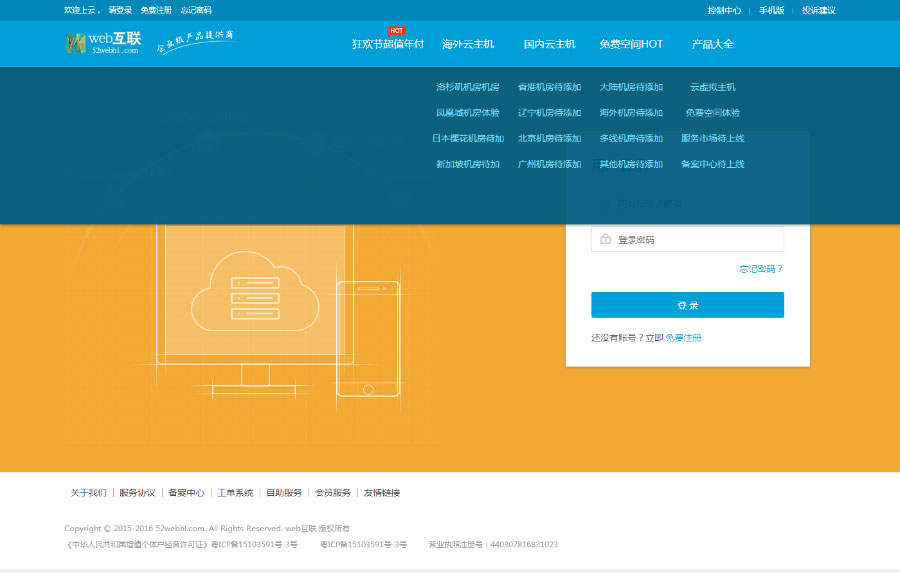 欢迎上云， 请登录 免费注册 忘记密码 控制中心 手机版 投诉建议
web互联 52webhl.com 企业级产品提供商
HOT
狂欢节超值年付 海外云主机 国内云主机 免费空间HOT 产品大全
洛杉矶机房机房 香港机房待添加 大陆机房待添加 云虚拟主机
凤凰城机房体验 辽宁机房待添加 海外机房待添加 免费空间体验
日本樱花机房待加 北京机房待添加 多线机房待添加 服务市场待上线
新加坡机房待加 广州机房待添加 其他机房待添加 备案中心待上线
登录密码
忘记密码？
登 录
还没有账号？立即 免费注册
关于我们 服务协议 备案中心 工单系统 自助服务 会员服务 友情链接
Copyright © 2015-2016 52webhl.com. All Rights Reserved. web互联 版权所有
《中华人民共和国增值个体户经营许可证》粤ICP备15103591号-3号 粤ICP备15103591号-3号 营业执照注册号：440307816831023